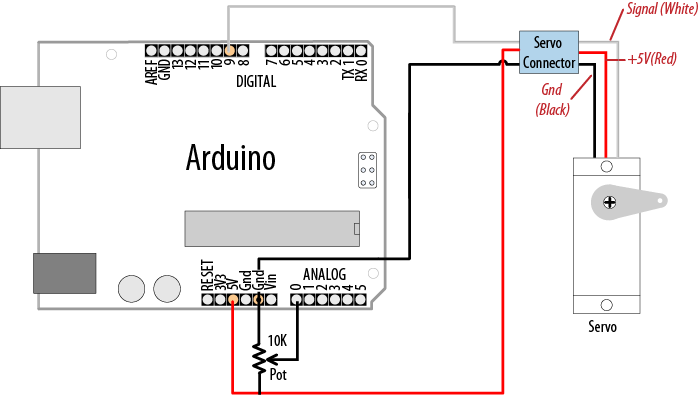 Signal (White)
Servo
Connector
+5V(Red)
Gnd
(Black)
AREF
GND
13
12
11
10
9
8
7
6
5
4
3
2
TX 1
RX 0
DIGITAL
Arduino
RESET
3V3
5V
Gnd
Gnd
Vin
ANALOG
0
1
2
3
4
5
10K
Pot
Servo